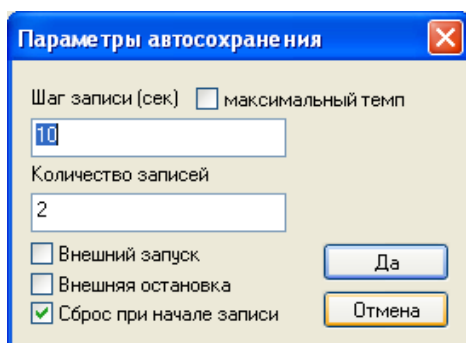 Параметры автосохранения
Шаг записи (сек) максимальный темп
10
Количество записей
2
Внешний запуск
Да
Внешняя остановка
Сброс при начале записи
Отмена